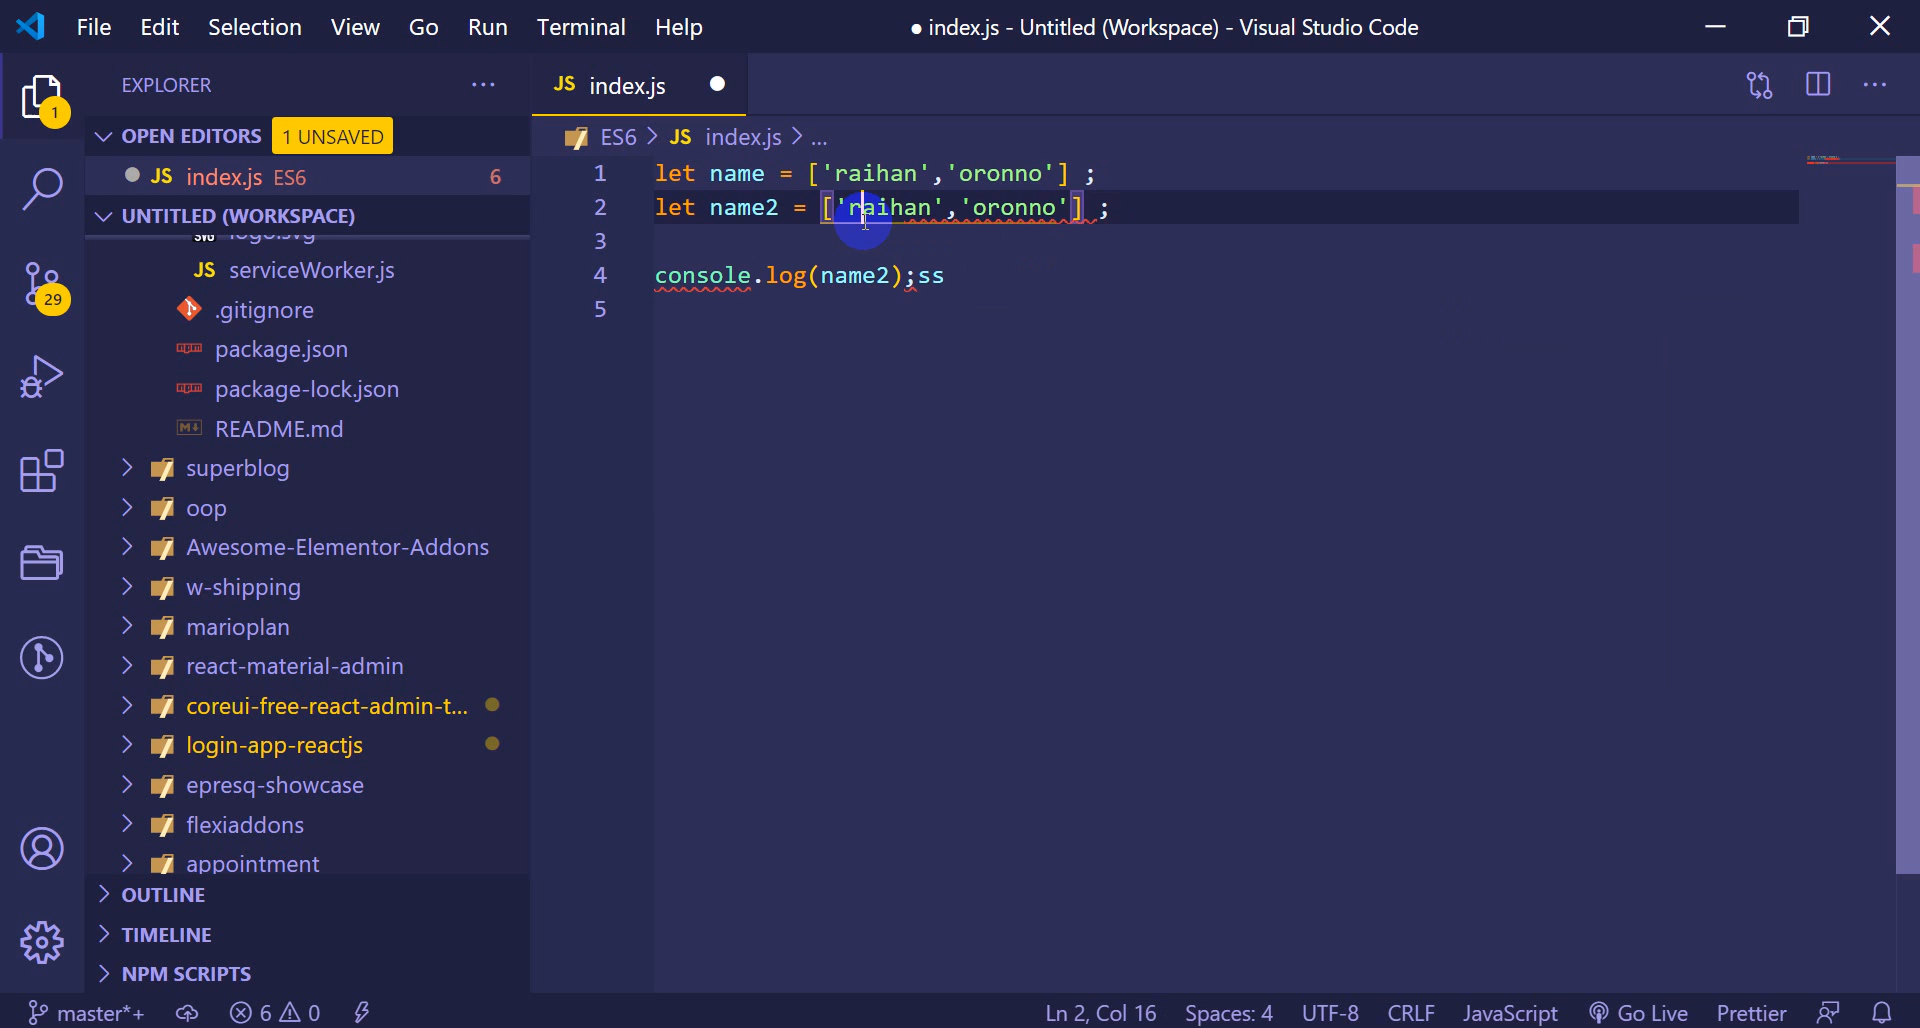 File Edit Selection View Go Run Terminal Help
● index.js - Untitled (Workspace) - Visual Studio Code
EXPLORER
JS index.js
OPEN EDITORS 1 UNSAVED
JS index.js ES6 6
UNTITLED (WORKSPACE)
logo.svg
JS serviceWorker.js
.gitignore
package.json
package-lock.json
README.md
superblog
oop
Awesome-Elementor-Addons
w-shipping
marioplan
react-material-admin
coreui-free-react-admin-t...
login-app-reactjs
epresq-showcase
flexiaddons
appointment
OUTLINE
TIMELINE
NPM SCRIPTS
1
29
ES6 > JS index.js > ...
1 let name = ['raihan','oronno'] ;
2 let name2 = ['raihan','oronno'] ;
3
4 console.log(name2);ss
5
master*+ 6 0 Ln 2, Col 16 Spaces: 4 UTF-8 CRLF JavaScript Go Live Prettier